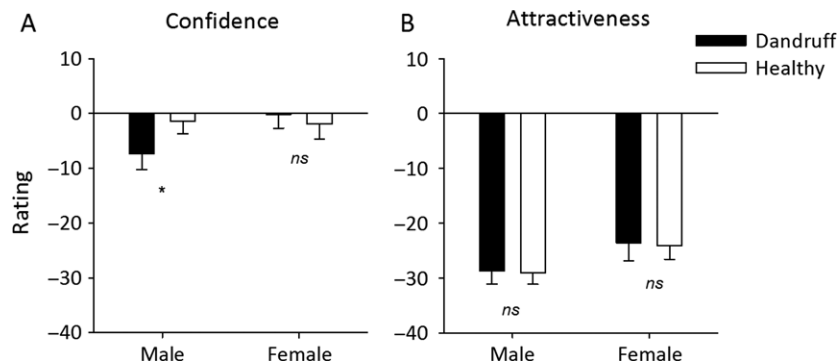 A Confidence
B Attractiveness
Dandruff
Healthy
Rating
10
0
–10
–20
–30
–40
*
ns
Male Female
10
0
–10
–20
–30
–40
ns
ns
Male Female